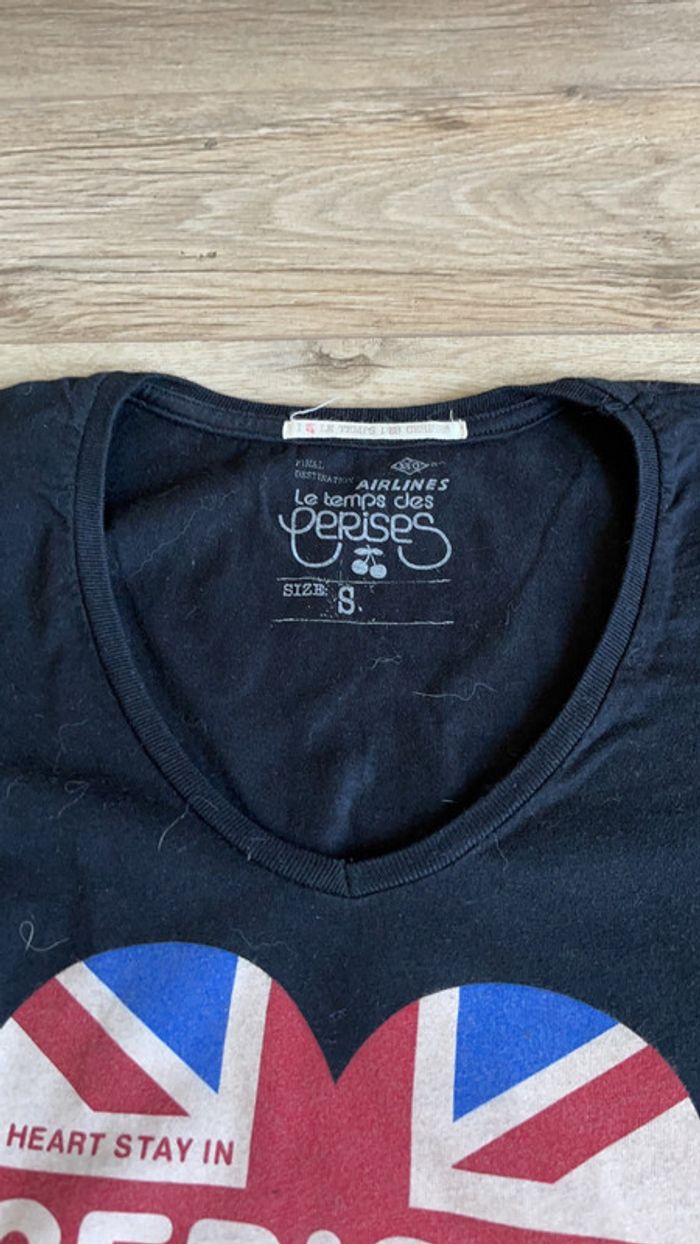 LE TEMPS DES CERISES
FINAL
DESTINATION AIRLINES
Le temps des
CeRiSeS
SIZE: S
HEART STAY IN